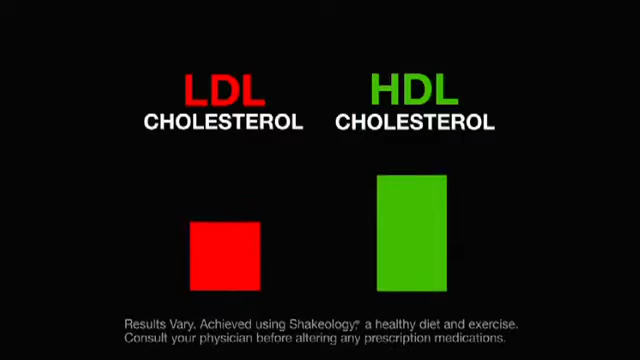 LDL
CHOLESTEROL
HDL
CHOLESTEROL
Results Vary. Achieved using Shakeology® a healthy diet and exercise.
Consult your physician before altering any prescription medications.